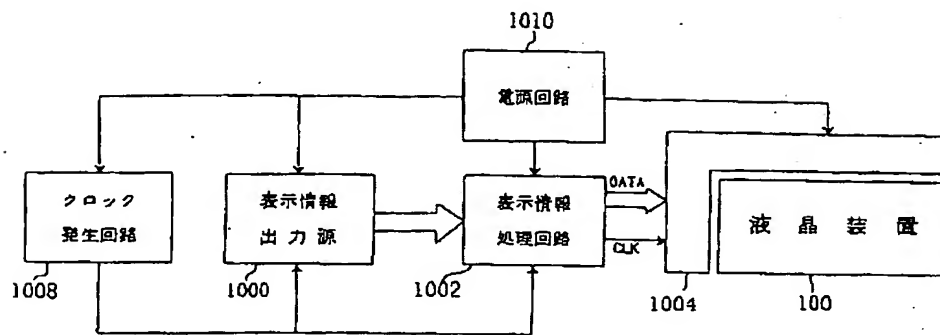 1010
電源回路
クロック
発生回路
表示情報
出力源
表示情報
処理回路
DATA
CLK
液晶装置
1008
1000
1002
1004
100